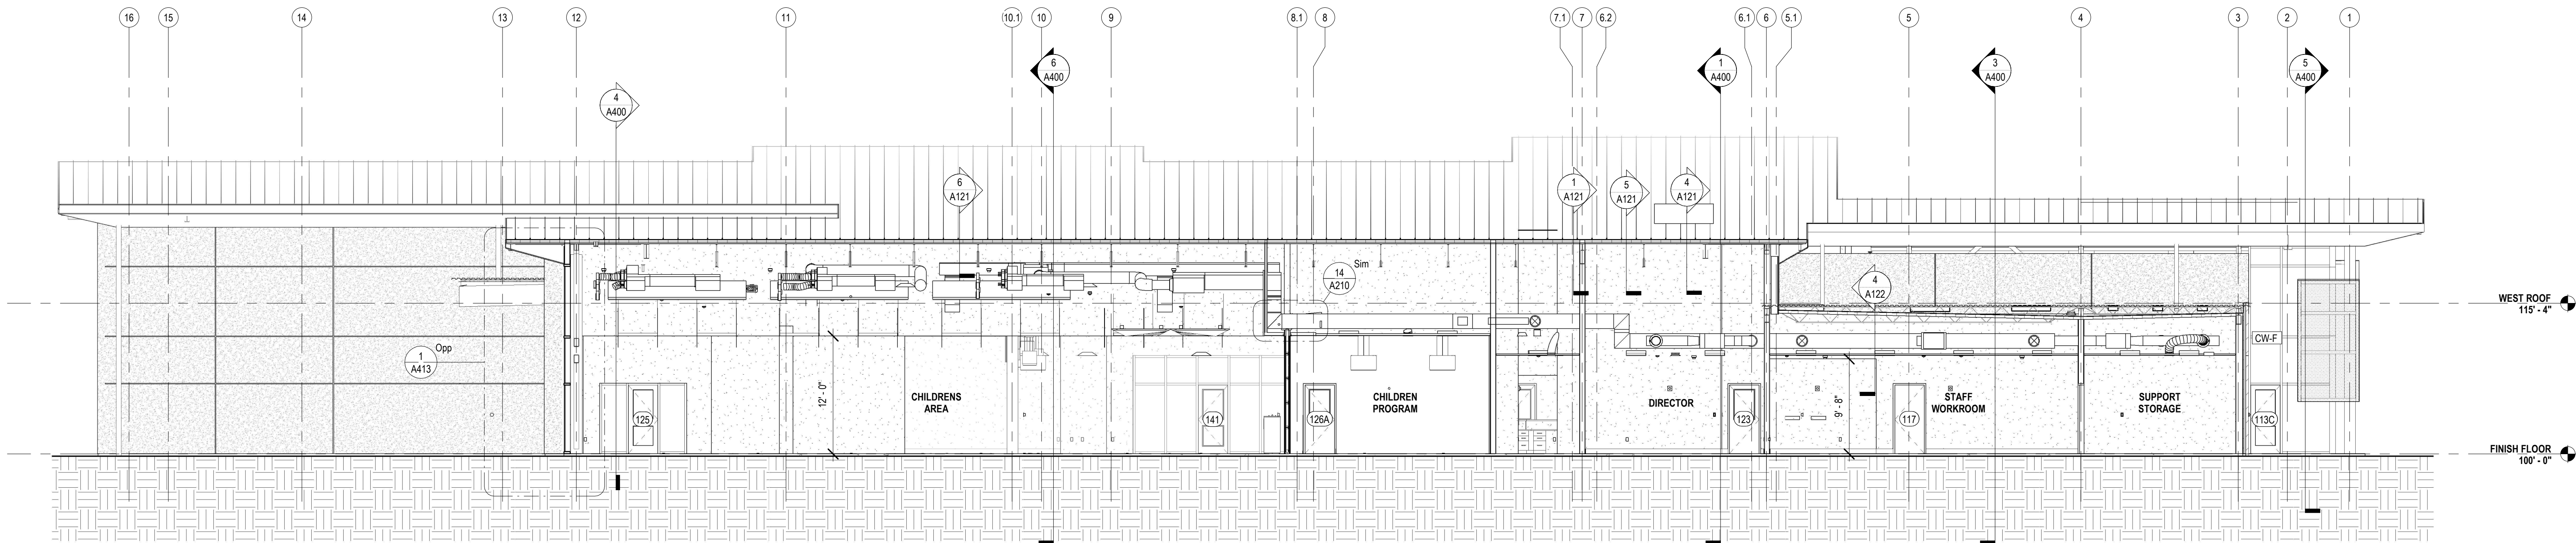 16
15
14
13
12
11
10.1
10
9
8.1
8
7.1
7
6.2
6.1
6
5.1
5
4
3
2
1
6
A400
1
A400
3
A400
5
A400
4
A400
6
A121
1
A121
5
A121
4
A121
14
A210
Sim
4
A122
WEST ROOF
115' - 4"
CW-F
1
A413
Opp
12' - 0"
9' - 8"
CHILDRENS
AREA
CHILDREN
PROGRAM
DIRECTOR
STAFF
WORKROOM
SUPPORT
STORAGE
125
141
126A
123
117
113C
FINISH FLOOR
100' - 0"